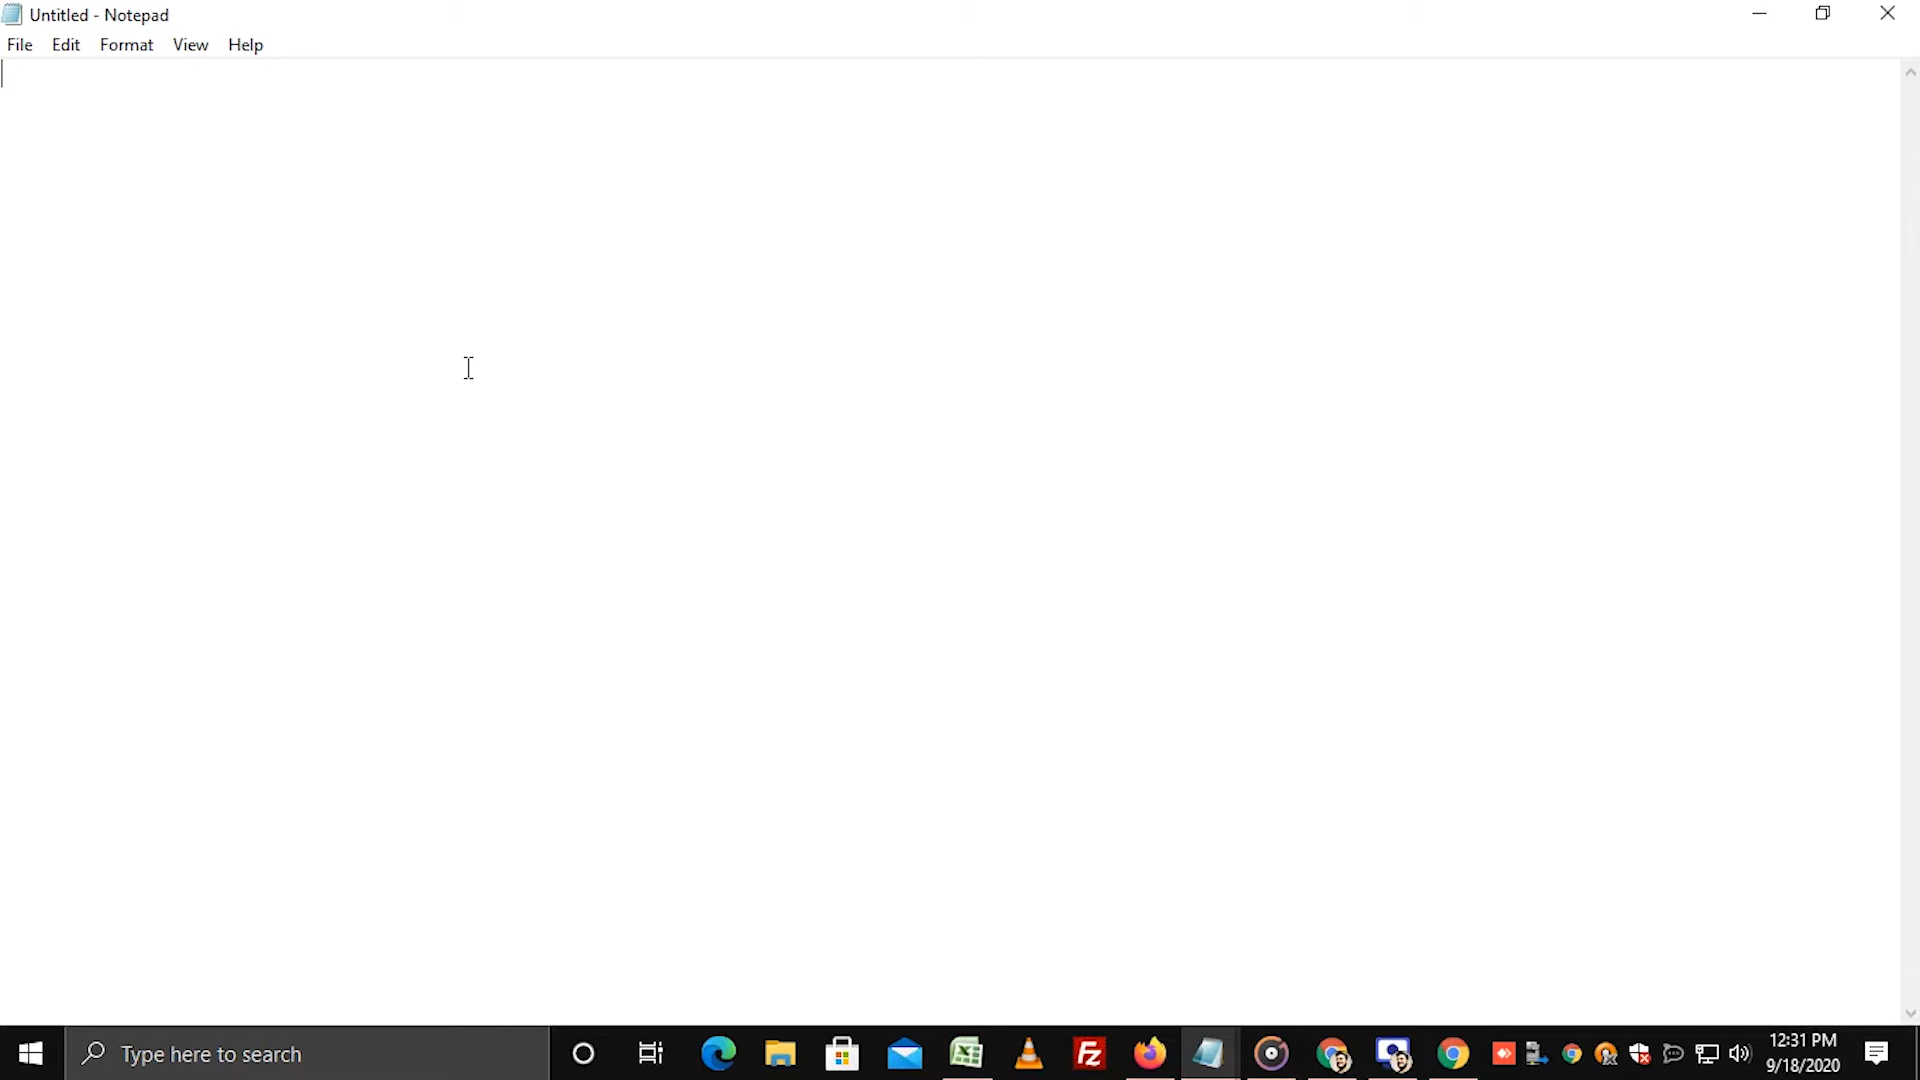 Untitled - Notepad
File Edit Format View Help
Type here to search
12:31 PM
9/18/2020